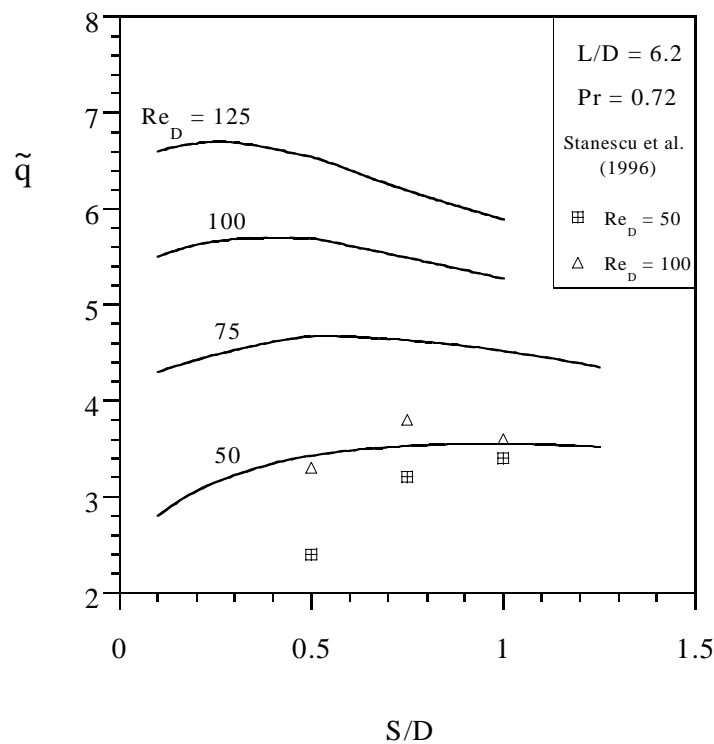 8
7
6
5
4
3
2
q̃
Re_D = 125
100
75
50
L/D = 6.2
Pr = 0.72
Stanescu et al.
(1996)
Re_D = 50
Re_D = 100
0
0.5
1
1.5
S/D